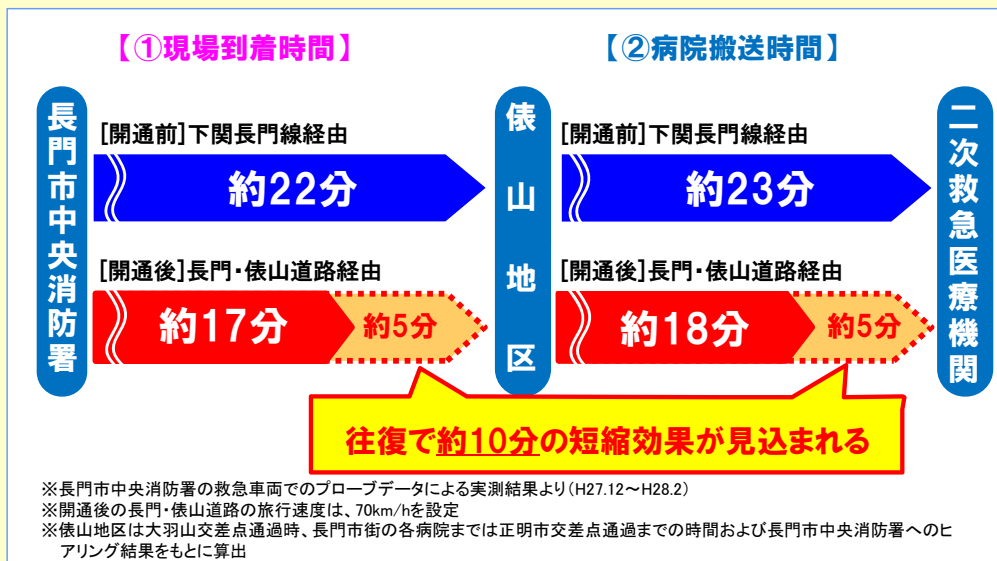 【①現場到着時間】
【②病院搬送時間】
長門市中央消防署
[開通前]下関長門線経由
約22分
[開通後]長門・俵山道路経由
約17分
約5分
俵山地区
[開通前]下関長門線経由
約23分
[開通後]長門・俵山道路経由
約18分
約5分
二次救急医療機関
往復で約10分の短縮効果が見込まれる
※長門市中央消防署の救急車両でのプローブデータによる実測結果より(H27.12～H28.2)
※開通後の長門・俵山道路の旅行速度は、70km/hを設定
※俵山地区は大羽山交差点通過時、長門市街の各病院までは正明市交差点通過までの時間および長門市中央消防署へのヒ
アリング結果をもとに算出